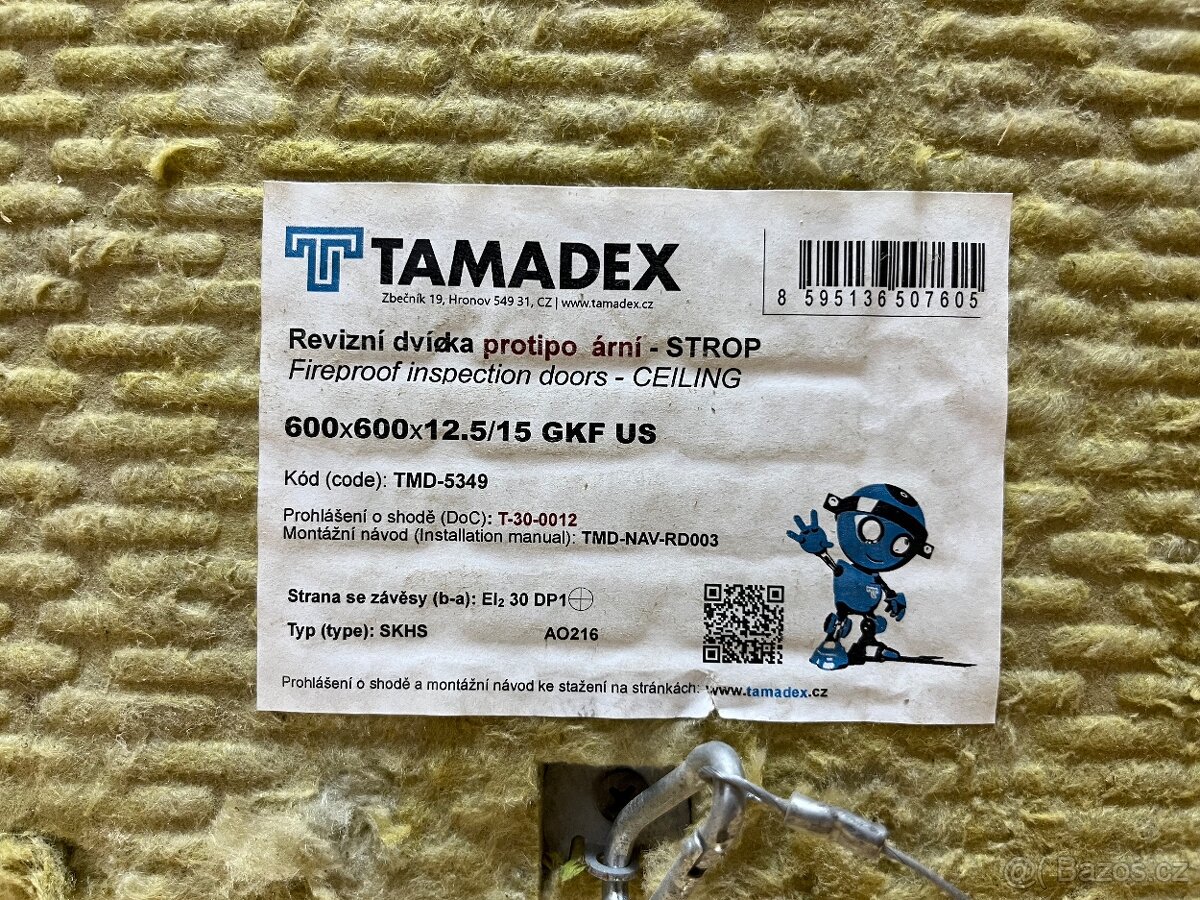 TAMADEX
Zbečník 19, Hronov 549 31, CZ | www.tamadex.cz
8 595136 507605
Revizní dvířka protipo ární - STROP
Fireproof inspection doors - CEILING
600x600x12.5/15 GKF US
Kód (code): TMD-5349
Prohlášení o shodě (DoC): T-30-0012
Montážní návod (Installation manual): TMD-NAV-RD003
Strana se závěsy (b-a): EI₂ 30 DP1
Typ (type): SKHS AO216
Prohlášení o shodě a montážní návod ke stažení na stránkách: www.tamadex.cz
@( Bazos.cz